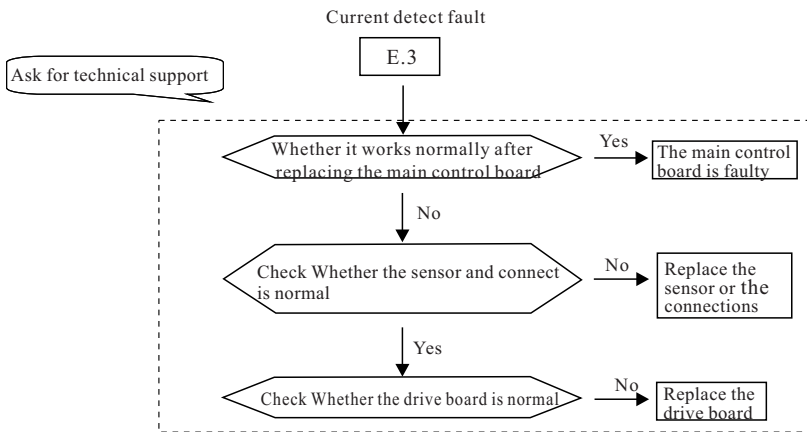 Current detect fault
E.3
Ask for technical support
Whether it works normally after
replacing the main control board
Yes
The main control
board is faulty
No
Check Whether the sensor and connect
is normal
No
Replace the
sensor or the
connections
Yes
Check Whether the drive board is normal
No
Replace the
drive board